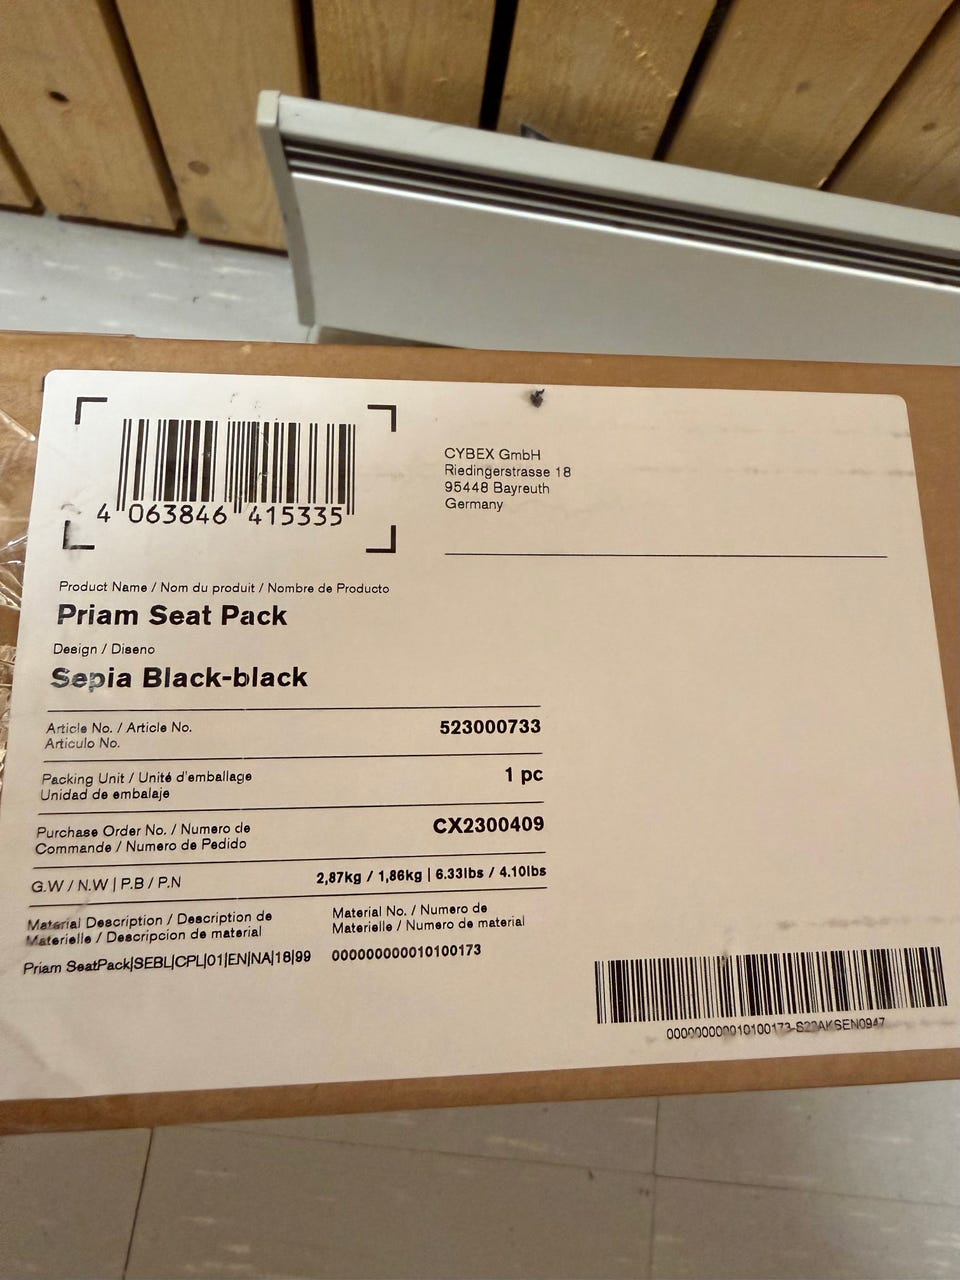 4 063846 415335
CYBEX GmbH
Riedingerstrasse 18
95448 Bayreuth
Germany
Product Name / Nom du produit / Nombre de Producto
Priam Seat Pack
Design / Diseno
Sepia Black-black
Article No. / Article No.
Articulo No.
523000733
Packing Unit / Unité d'emballage
Unidad de embalaje
1 pc
Purchase Order No. / Numero de
Commande / Numero de Pedido
CX2300409
G.W / N.W | P.B / P.N
2,87kg / 1,86kg | 6.33lbs / 4.10lbs
Material Description / Description de
Materielle / Descripcion de material
Priam SeatPack|SEBL|CPL|01|EN|NA|18|99
Material No. / Numero de
Materielle / Numero de material
000000000010100173